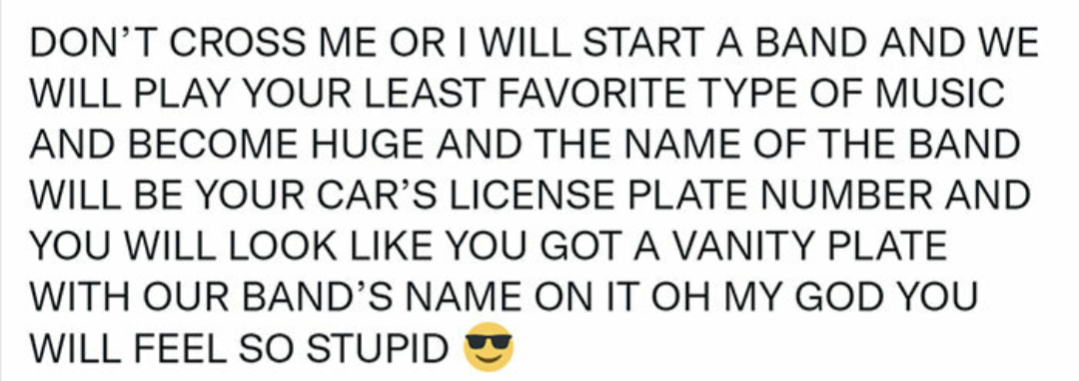 DON’T CROSS ME OR I WILL START A BAND AND WE
WILL PLAY YOUR LEAST FAVORITE TYPE OF MUSIC
AND BECOME HUGE AND THE NAME OF THE BAND
WILL BE YOUR CAR’S LICENSE PLATE NUMBER AND
YOU WILL LOOK LIKE YOU GOT A VANITY PLATE
WITH OUR BAND’S NAME ON IT OH MY GOD YOU
WILL FEEL SO STUPID 😎